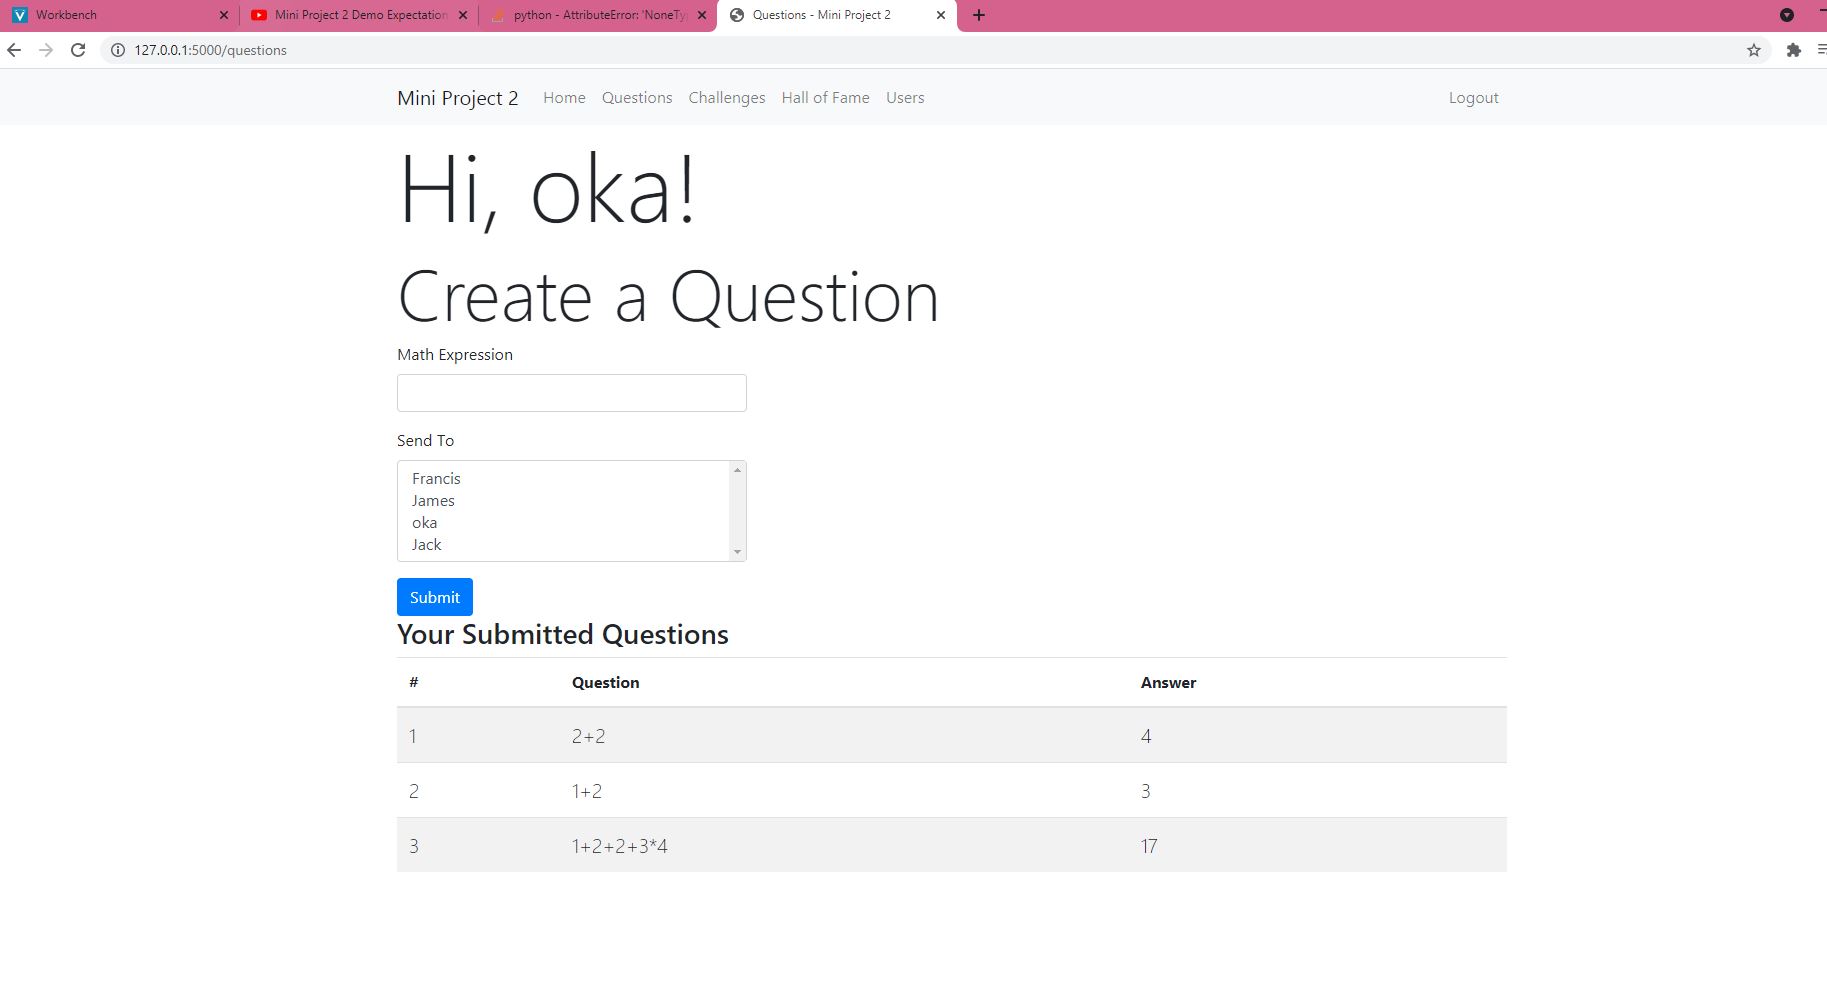 Workbench
Mini Project 2 Demo Expectation
python - AttributeError: 'NoneTy
Questions - Mini Project 2
127.0.0.1:5000/questions
Mini Project 2 Home Questions Challenges Hall of Fame Users Logout
Hi, oka!
Create a Question
Math Expression
Send To
Francis
James
oka
Jack
Submit
Your Submitted Questions
# Question Answer
1 2+2 4
2 1+2 3
3 1+2+2+3*4 17